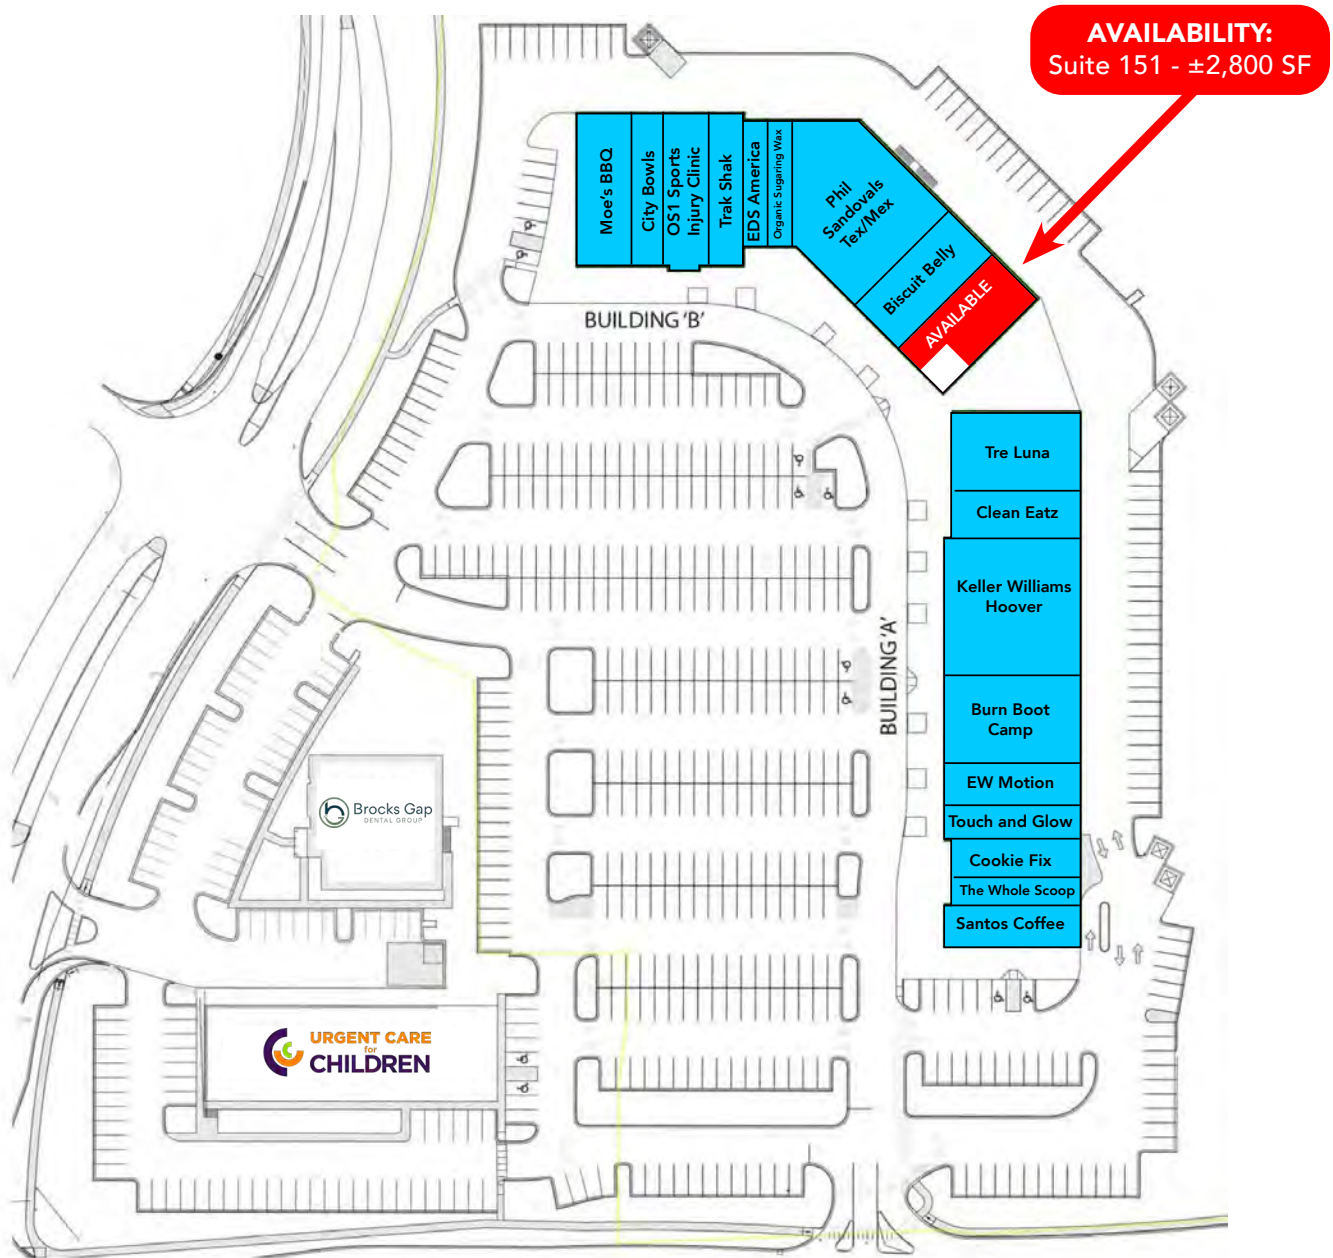 AVAILABILITY:
Suite 151 - ±2,800 SF
Moe's BBQ
City Bowls
OS1 Sports
Injury Clinic
Trak Shak
EDS America
Organic Sugaring Wax
Phil
Sandovals
Tex/Mex
Biscuit Belly
AVAILABLE
BUILDING 'B'
Tre Luna
Clean Eatz
Keller Williams
Hoover
BUILDING 'A'
Burn Boot
Camp
EW Motion
Touch and Glow
Cookie Fix
The Whole Scoop
Santos Coffee
Brocks Gap
DENTAL GROUP
URGENT CARE
for
CHILDREN